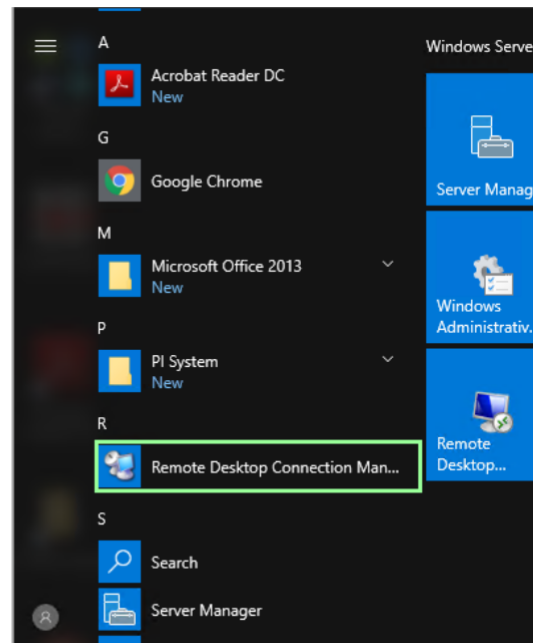 A
Acrobat Reader DC
New
G
Google Chrome
M
Microsoft Office 2013
New
P
PI System
New
R
Remote Desktop Connection Man...
S
Search
Server Manager
Windows Serve
Server Manag
Windows
Administrativ.
Remote
Desktop...